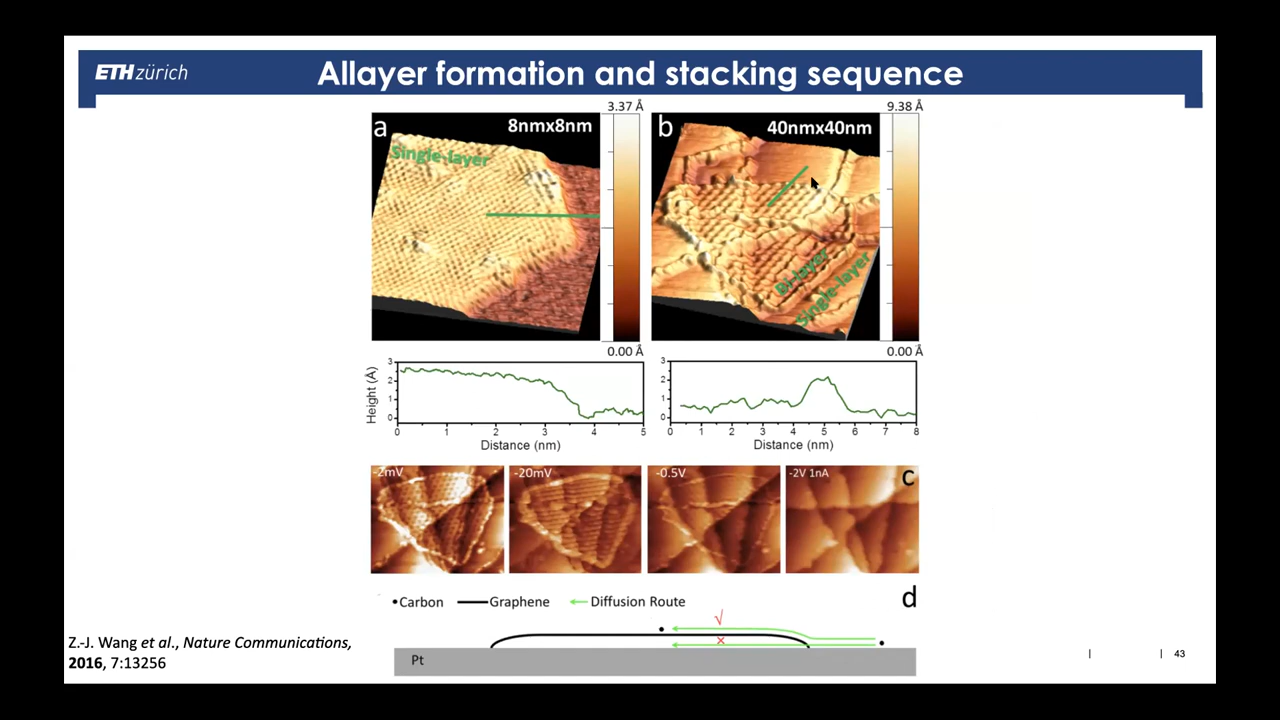 ETH zürich
Allayer formation and stacking sequence
3.37 Å
9.38 Å
a
8nmx8nm
Single-layer
b
40nmx40nm
Bi-layer
Single-layer
0.00 Å
0.00 Å
Height (Å)
3
2
1
0
0 1 2 3 4 5
Distance (nm)
3
2
1
0
0 1 2 3 4 5 6 7 8
Distance (nm)
-2mV
-20mV
-0.5V
-2V 1nA
c
•Carbon —Graphene Diffusion Route
d
√
×
Pt
Z.-J. Wang et al., Nature Communications,
2016, 7:13256
| | 43